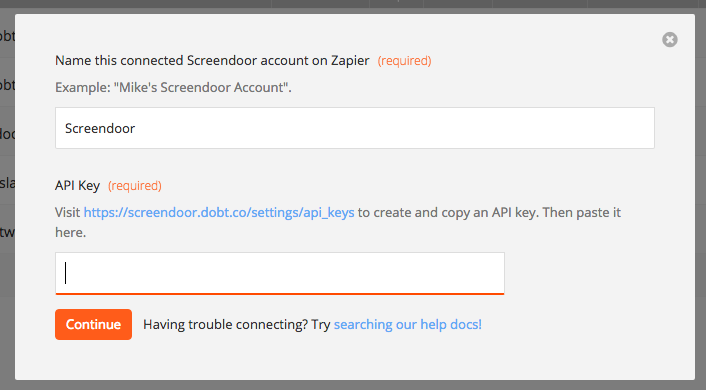 Name this connected Screendoor account on Zapier (required)
Example: "Mike's Screendoor Account".
Screendoor
API Key (required)
Visit https://screendoor.dobt.co/settings/api_keys to create and copy an API key. Then paste it
here.
Continue Having trouble connecting? Try searching our help docs!